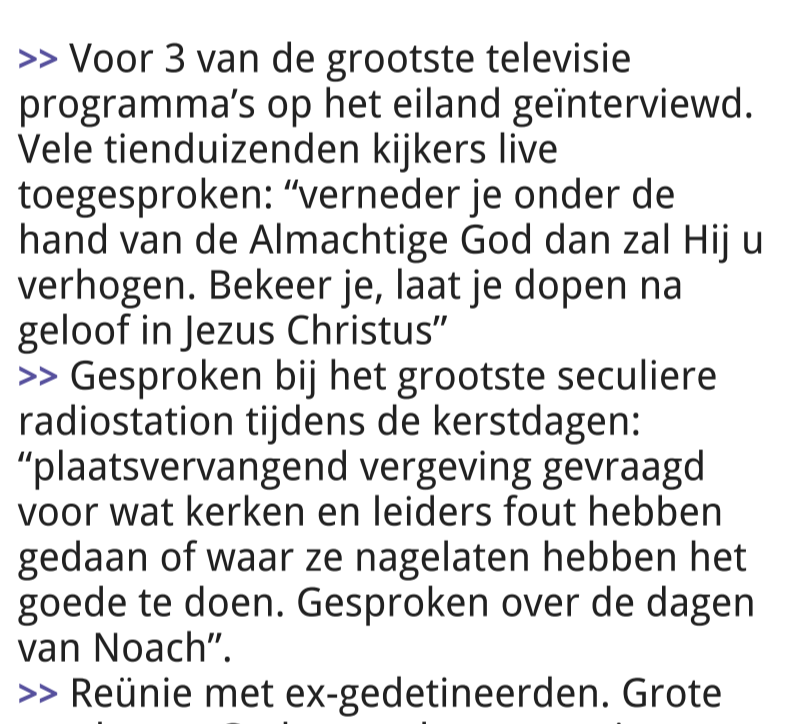 >> Voor 3 van de grootste televisie
programma’s op het eiland geïnterviewd.
Vele tienduizenden kijkers live
toegesproken: “verneder je onder de
hand van de Almachtige God dan zal Hij u
verhogen. Bekeer je, laat je dopen na
geloof in Jezus Christus”
>> Gesproken bij het grootste seculiere
radiostation tijdens de kerstdagen:
“plaatsvervangend vergeving gevraagd
voor wat kerken en leiders fout hebben
gedaan of waar ze nagelaten hebben het
goede te doen. Gesproken over de dagen
van Noach”.
>> Reünie met ex-gedetineerden. Grote